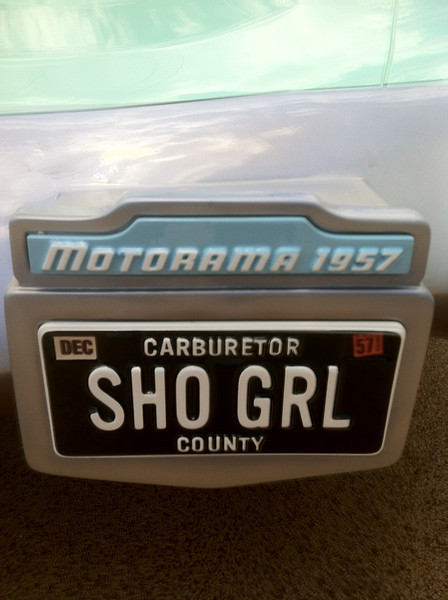 MOTORAMA 1957
DEC CARBURETOR 57
SHO GRL
COUNTY